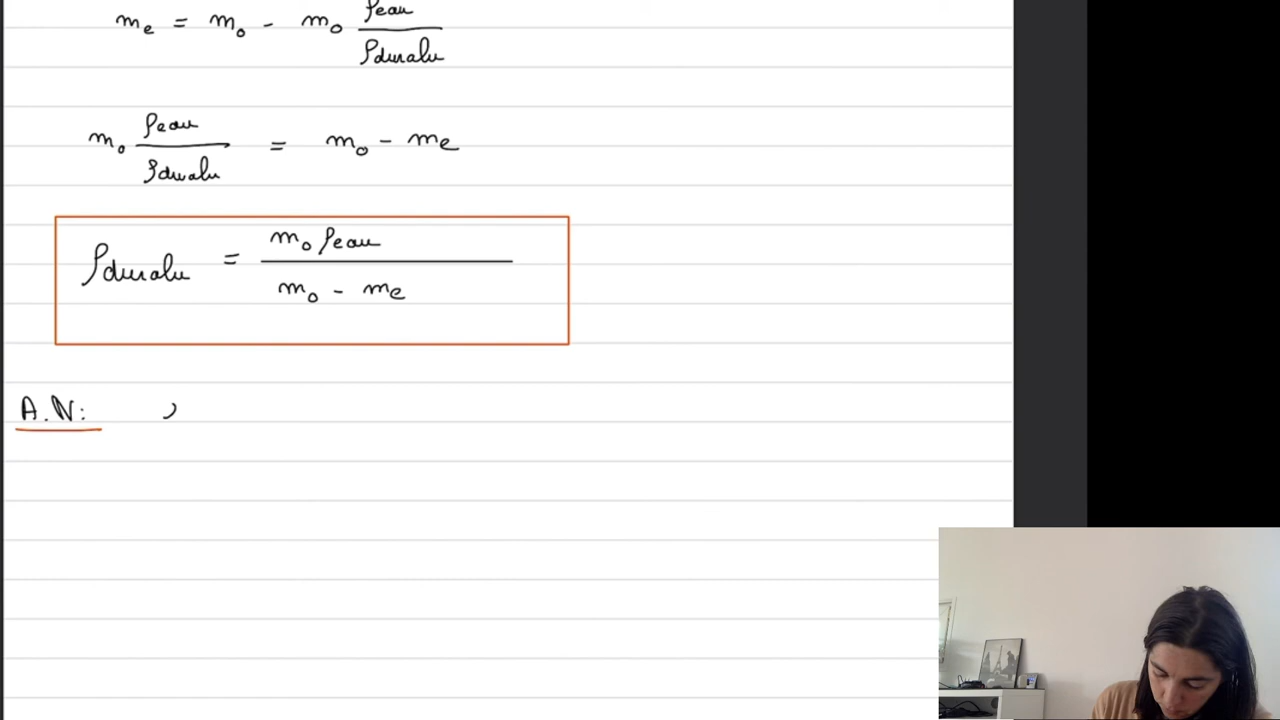 mₑ = m₀ - m₀ ρeau / ρduralu
m₀ ρeau / ρduralu = m₀ - mₑ
ρduralu = m₀ ρeau / m₀ - mₑ
A.N: